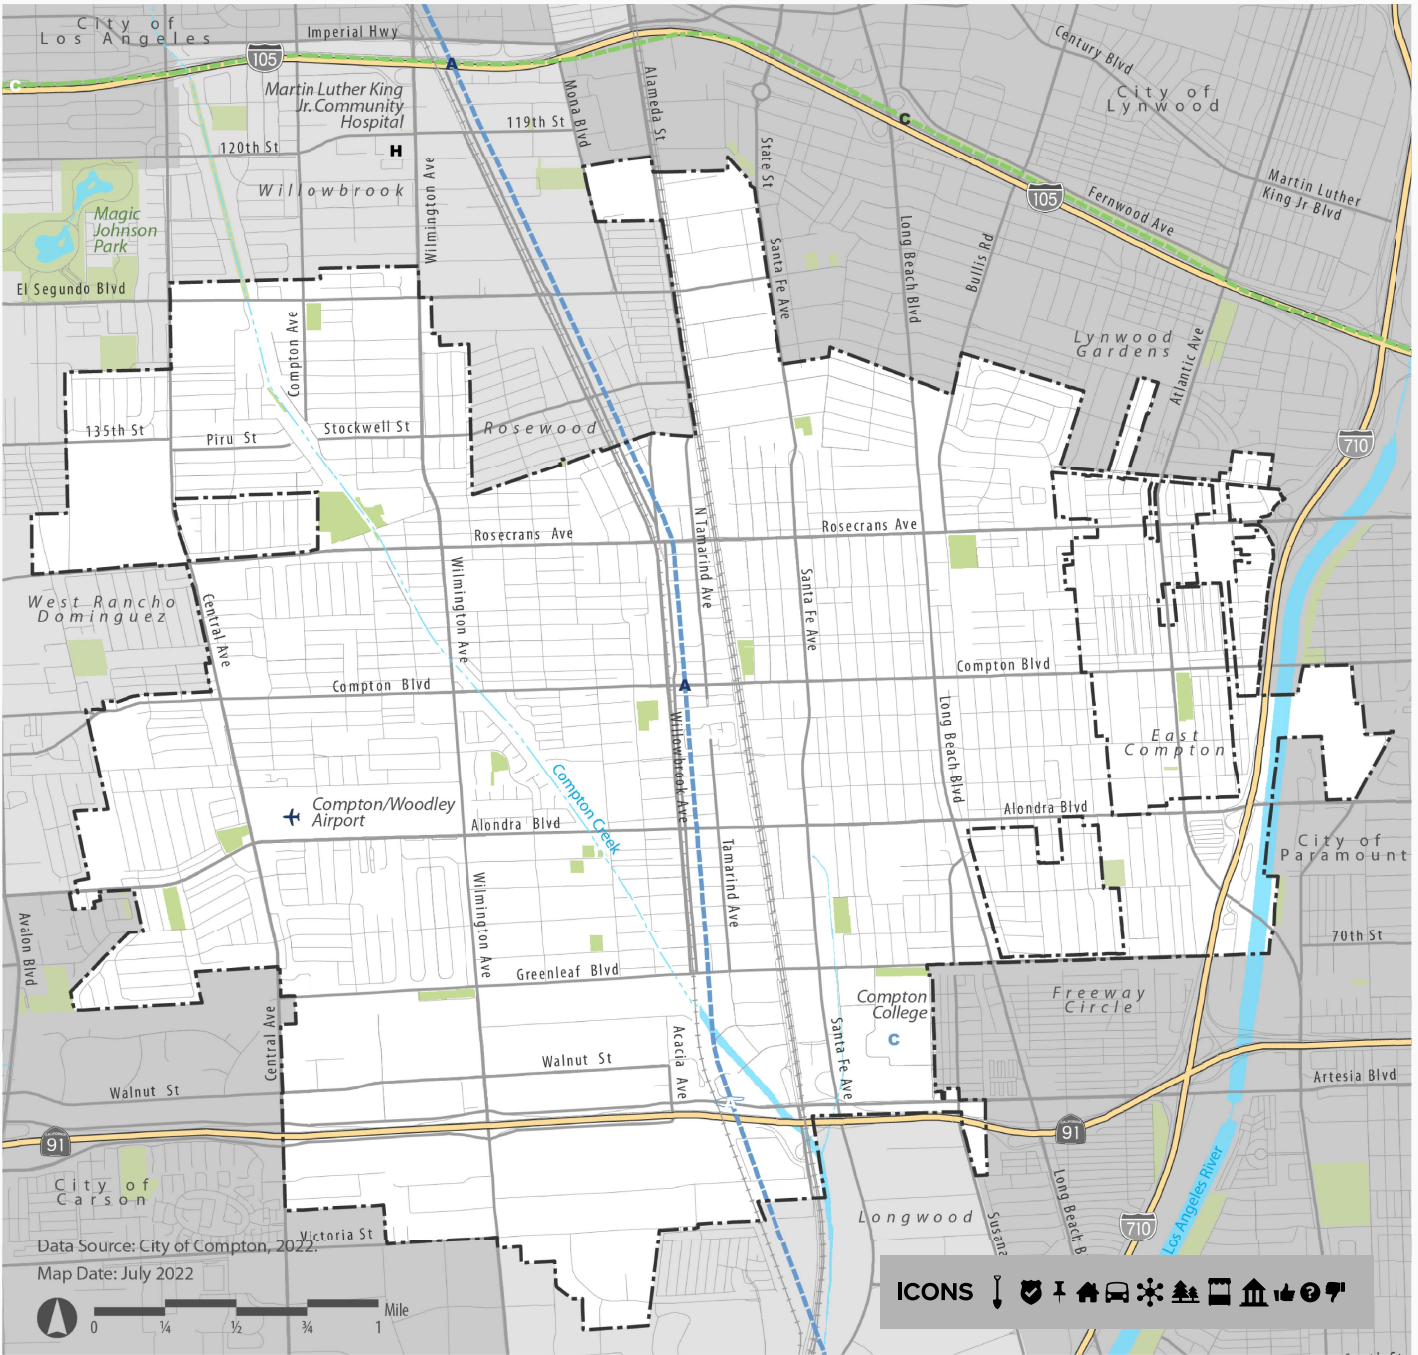 City of
Los Angeles
Imperial Hwy
Century Blvd
City of
Lynwood
105
C
A
Martin Luther King
Jr. Community
Hospital
H
Mona Blvd
Alameda St
119th St
120th St
State St
C
105
Fernwood Ave
Martin Luther
King Jr Blvd
Willowbrook
Wilmington Ave
Magic
Johnson
Park
El Segundo Blvd
Santa Fe Ave
Long Beach Blvd
Bullis Rd
Compton Ave
Lynwood
Gardens
Atlantic Ave
135th St
Piru St
Stockwell St
Rosewood
710
Rosecrans Ave
Rosecrans Ave
N Tamarind Ave
West Rancho
Dominguez
Central Ave
Wilmington Ave
Santa Fe Ave
Compton Blvd
Compton Blvd
A
Long Beach Blvd
Willowbrook Ave
East
Compton
Compton/Woodley
Airport
Compton Creek
Alondra Blvd
Alondra Blvd
City of
Paramount
Tamarind Ave
Wilmington Ave
Avalon Blvd
70th St
Greenleaf Blvd
Compton
College
C
Freeway
Circle
Central Ave
Acacia Ave
Santa Fe Ave
Walnut St
Walnut St
Artesia Blvd
A
91
91
City of
Carson
Los Angeles River
Long Beach B
Susana
Longwood
710
Victoria St
Data Source: City of Compton, 2022.
Map Date: July 2022
0 ¼ ½ ¾ 1 Mile
ICONS